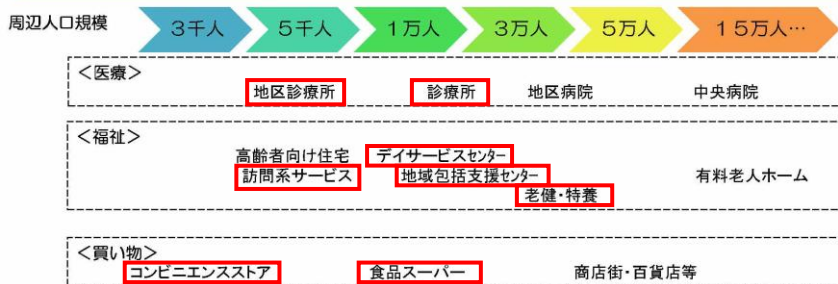 周辺人口規模 3千人 5千人 1万人 3万人 5万人 15万人…
＜医療＞
地区診療所 診療所 地区病院 中央病院
＜福祉＞
高齢者向け住宅 デイサービスセンター
訪問系サービス 地域包括支援センター 有料老人ホーム
老健・特養
＜買い物＞
コンビニエンスストア 食品スーパー 商店街・百貨店等